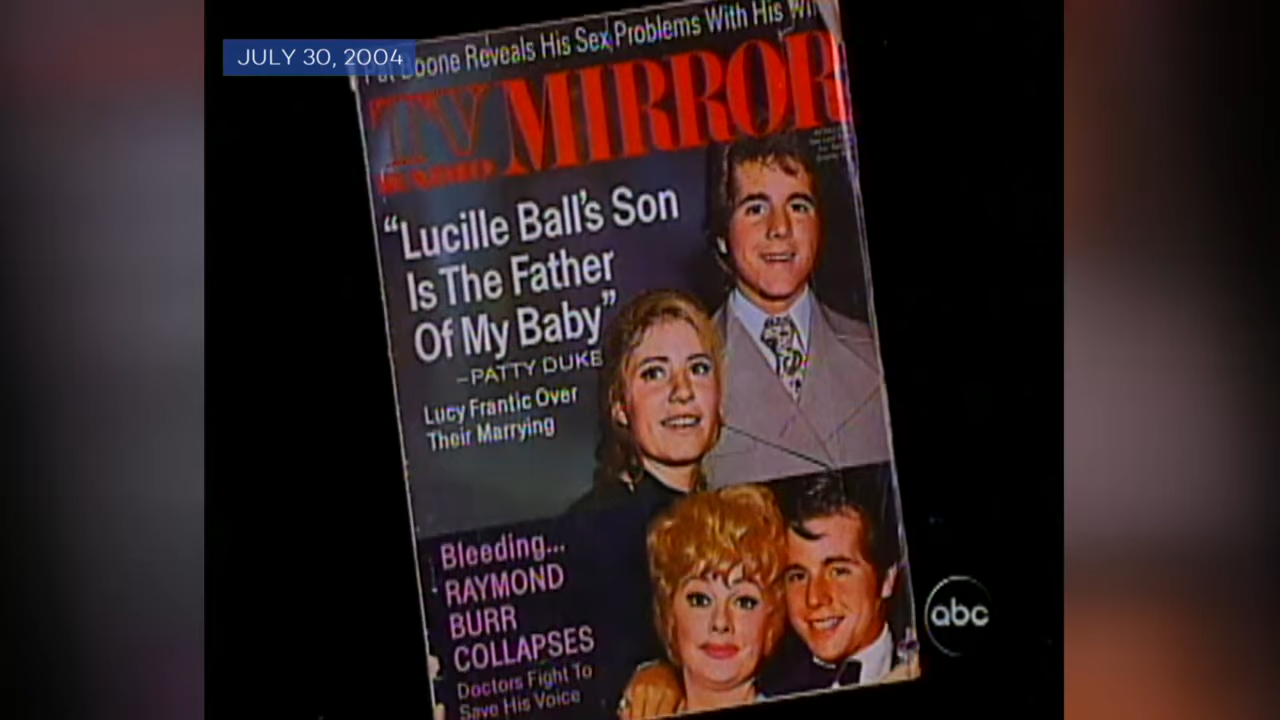 JULY 30, 2004
Boone Reveals His Sex Problems With His
TV
MIRROR
"Lucille Ball's Son
Is The Father
Of My Baby"
–PATTY DUKE
Lucy Frantic Over
Their Marrying
Bleeding...
RAYMOND
BURR
COLLAPSES
Doctors Fight To
Save His Voice
abc